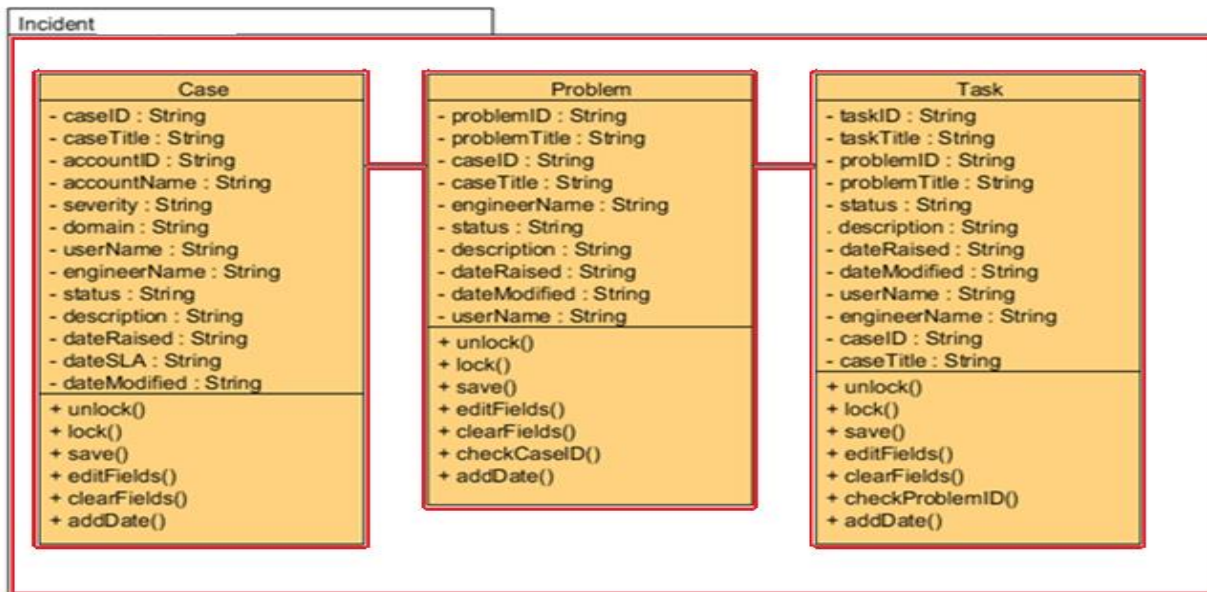 Incident
Case
- caseID : String
- caseTitle : String
- accountID : String
- accountName : String
- severity : String
- domain : String
- userName : String
- engineerName : String
- status : String
- description : String
- dateRaised : String
- dateSLA : String
- dateModified : String
+ unlock()
+ lock()
+ save()
+ editFields()
+ clearFields()
+ addDate()
Problem
- problemID : String
- problemTitle : String
- caseID : String
- caseTitle : String
- engineerName : String
- status : String
- description : String
- dateRaised : String
- dateModified : String
- userName : String
+ unlock()
+ lock()
+ save()
+ editFields()
+ clearFields()
+ checkCaseID()
+ addDate()
Task
- taskID : String
- taskTitle : String
- problemID : String
- problemTitle : String
- status : String
. description : String
- dateRaised : String
- dateModified : String
- userName : String
- engineerName : String
- caseID : String
- caseTitle : String
+ unlock()
+ lock()
+ save()
+ editFields()
+ clearFields()
+ checkProblemID()
+ addDate()